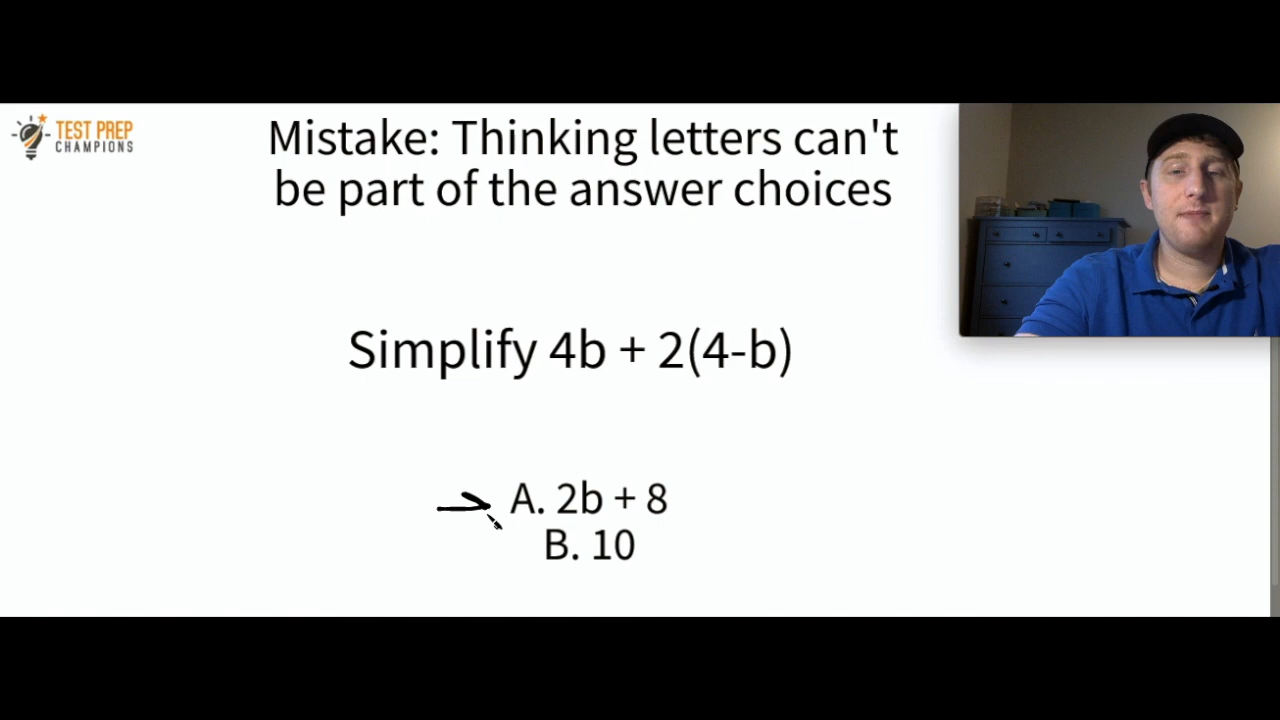 TEST PREP
CHAMPIONS
Mistake: Thinking letters can't
be part of the answer choices
Simplify 4b + 2(4-b)
A. 2b + 8
B. 10